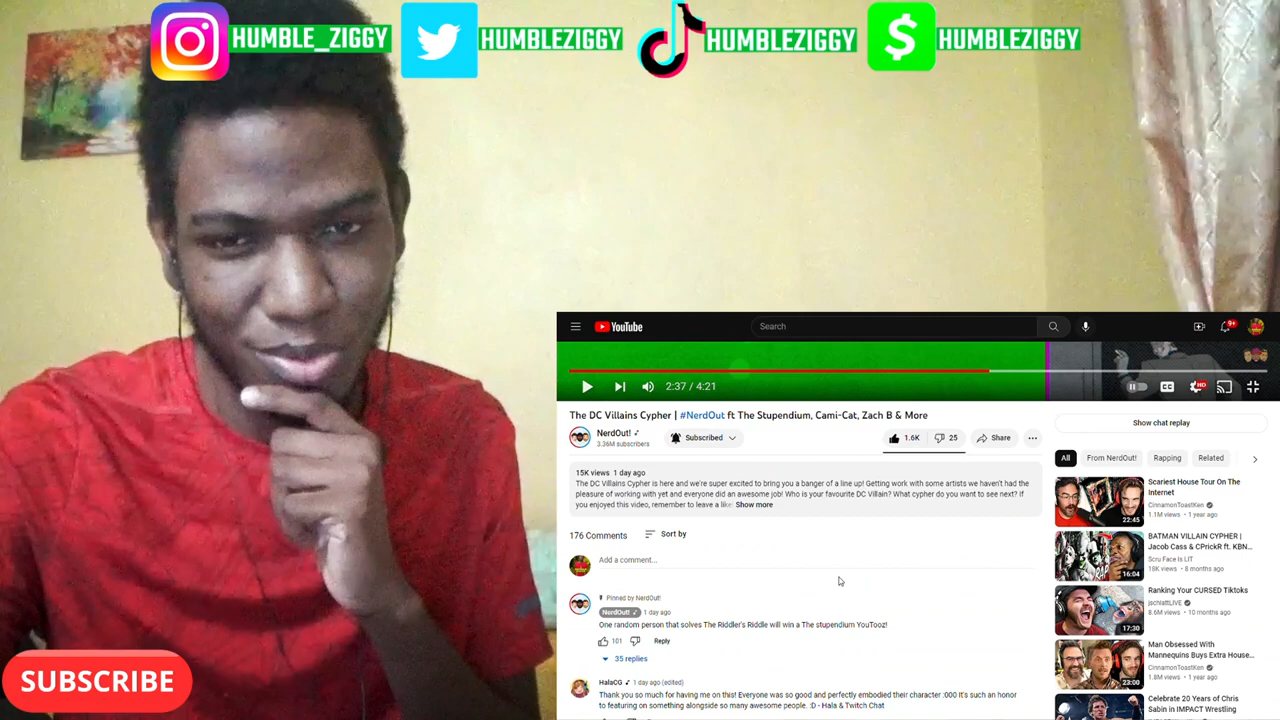 HUMBLE_ZIGGY
HUMBLEZIGGY
HUMBLEZIGGY
HUMBLEZIGGY
YouTube
Search
9+
2:37 / 4:21
CC
HD
The DC Villains Cypher | #NerdOut ft The Stupendium, Cami-Cat, Zach B & More
NerdOut!
3.36M subscribers
Subscribed
1.6K
25
Share
15K views 1 day ago
The DC Villains Cypher is here and we're super excited to bring you a banger of a line up! Getting work with some artists we haven't had the
pleasure of working with yet and everyone did an awesome job! Who is your favourite DC Villain? What cypher do you want to see next? If
you enjoyed this video, remember to leave a like Show more
176 Comments
Sort by
Add a comment...
Pinned by NerdOut!
NerdOut! 1 day ago
One random person that solves The Riddler's Riddle will win a The stupendium YouTooz!
101
Reply
35 replies
HalaCG 1 day ago (edited)
Thank you so much for having me on this! Everyone was so good and perfectly embodied their character :000 It's such an honor
to featuring on something alongside so many awesome people. :D - Hala & Twitch Chat
Show chat replay
All
From NerdOut!
Rapping
Related
Scariest House Tour On The
Internet
CinnamonToastKen
1.1M views • 1 year ago
22:45
BATMAN VILLAIN CYPHER |
Jacob Cass & CPrickR ft. KBN...
Scru Face Is LIT
18K views • 8 months ago
16:04
Ranking Your CURSED Tiktoks
jschlattLIVE
8.6M views • 10 months ago
17:30
Man Obsessed With
Mannequins Buys Extra House...
CinnamonToastKen
1.8M views • 1 year ago
23:00
Celebrate 20 Years of Chris
Sabin in IMPACT Wrestling
SUBSCRIBE